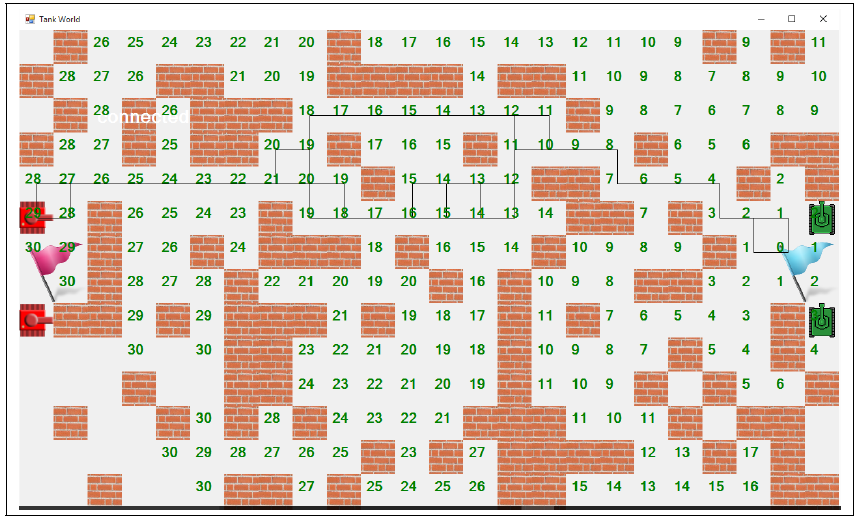 Tank World
26 25 24 23 22 21 20 18 17 16 15 14 13 12 11 10 9 9 11
28 27 26 21 20 19 14 11 10 9 8 7 8 9 10
28 26 18 17 16 15 14 13 12 11 9 8 7 6 7 8 9
connected
28 27 25 20 19 17 16 15 11 10 9 8 6 5 6
28 27 26 25 24 23 22 21 20 19 15 14 13 12 7 6 5 4 2
29 28 26 25 24 23 19 18 17 16 15 14 13 14 7 3 2 1
30 29 27 26 24 18 16 15 14 10 9 8 9 1 0 1
30 28 27 28 22 21 20 19 20 16 10 9 8 3 2 1 2
29 29 21 19 18 17 11 7 6 5 4 3
30 30 23 22 21 20 19 18 10 9 8 7 5 4 4
24 23 22 21 20 19 11 10 9 5 6
30 28 24 23 22 21 11 10 11
30 29 28 27 26 25 23 27 12 13 17
30 27 25 24 25 26 15 14 13 14 15 16